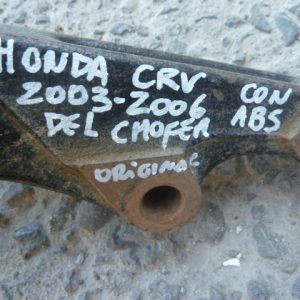 HONDA CRV
2003-2006 CON
DEL CHOFER ABS
ORIGINAL